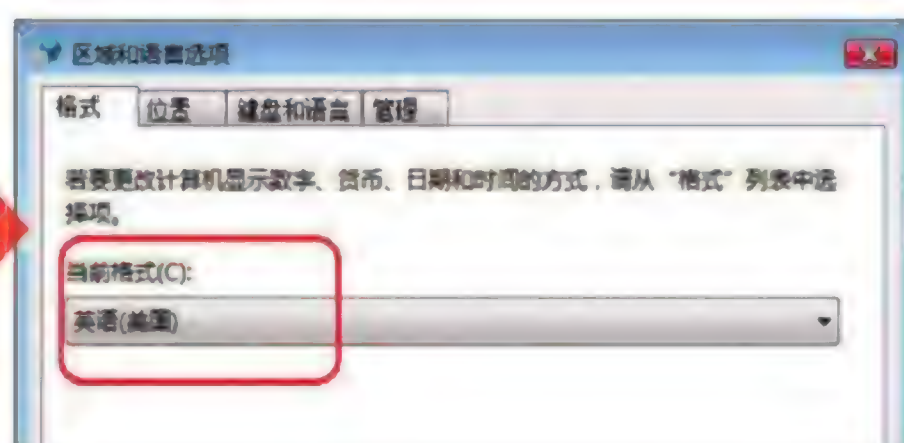 区域和语言选项
格式 位置 键盘和语言 管理
若要更改计算机显示数字、货币、日期和时间的方式，请从“格式”列表中选
择项。
当前格式(C):
英语(美国)